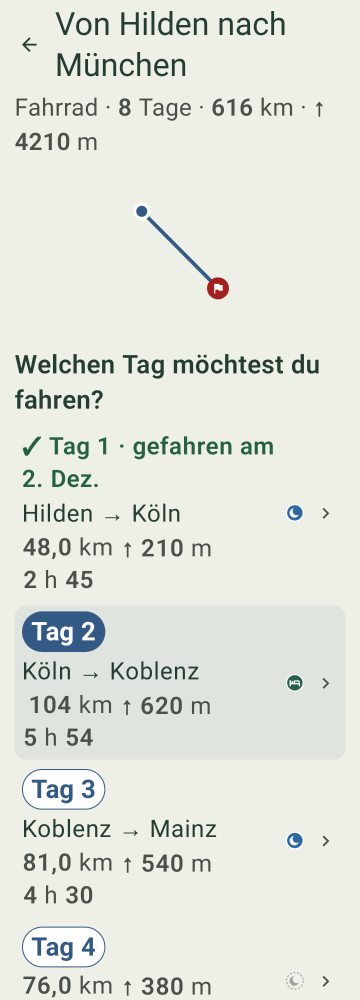 Von Hilden nach
München
Fahrrad · 8 Tage · 616 km · ↑
4210 m
Welchen Tag möchtest du
fahren?
✓ Tag 1 · gefahren am
2. Dez.
Hilden → Köln
48,0 km ↑ 210 m
2 h 45
Tag 2
Köln → Koblenz
104 km ↑ 620 m
5 h 54
Tag 3
Koblenz → Mainz
81,0 km ↑ 540 m
4 h 30
Tag 4
76,0 km ↑ 380 m